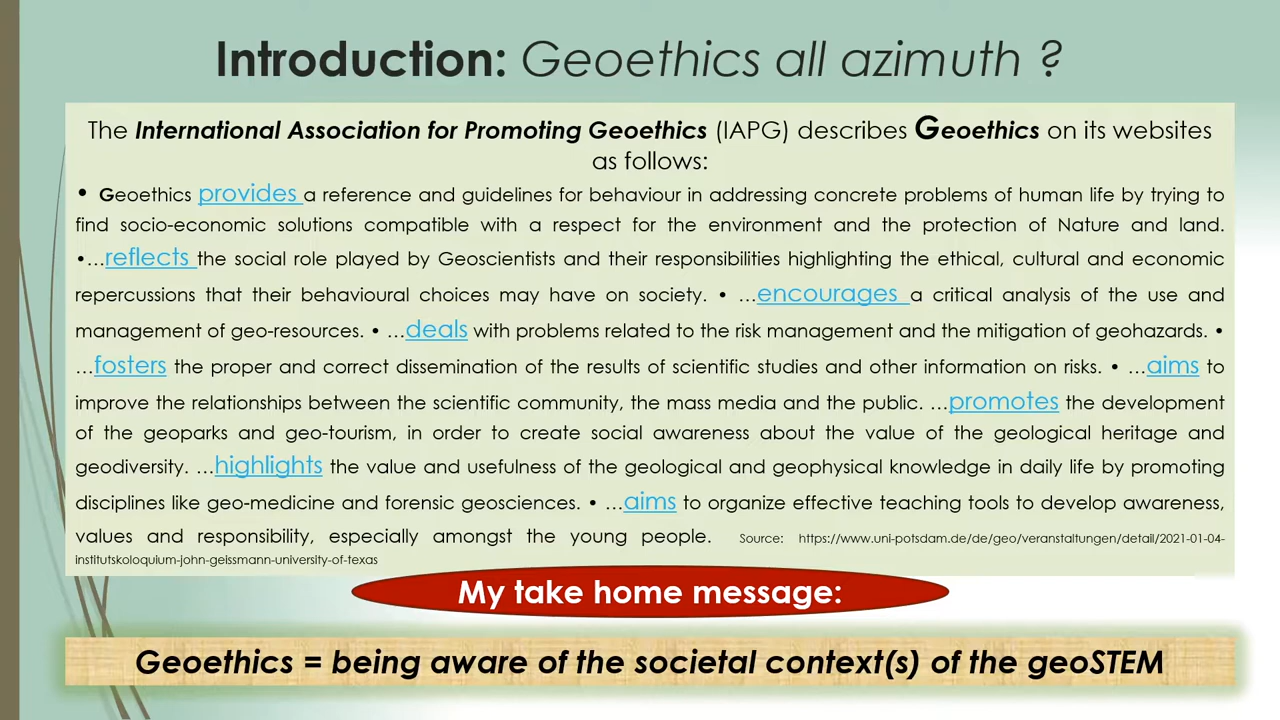 Introduction: Geoethics all azimuth ?
The International Association for Promoting Geoethics (IAPG) describes Geoethics on its websites
as follows:
• Geoethics provides a reference and guidelines for behaviour in addressing concrete problems of human life by trying to
find socio-economic solutions compatible with a respect for the environment and the protection of Nature and land.
•…reflects the social role played by Geoscientists and their responsibilities highlighting the ethical, cultural and economic
repercussions that their behavioural choices may have on society. • …encourages a critical analysis of the use and
management of geo-resources. • …deals with problems related to the risk management and the mitigation of geohazards. •
…fosters the proper and correct dissemination of the results of scientific studies and other information on risks. • …aims to
improve the relationships between the scientific community, the mass media and the public. …promotes the development
of the geoparks and geo-tourism, in order to create social awareness about the value of the geological heritage and
geodiversity. …highlights the value and usefulness of the geological and geophysical knowledge in daily life by promoting
disciplines like geo-medicine and forensic geosciences. • …aims to organize effective teaching tools to develop awareness,
values and responsibility, especially amongst the young people. Source: https://www.uni-potsdam.de/de/geo/veranstaltungen/detail/2021-01-04-
institutskoloquium-john-geissmann-university-of-texas
My take home message:
Geoethics = being aware of the societal context(s) of the geoSTEM